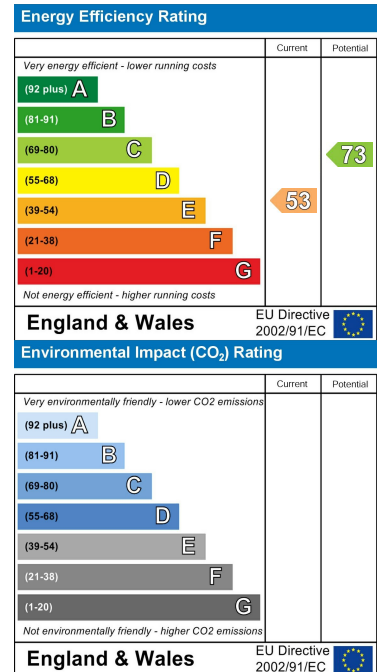 Energy Efficiency Rating
Current Potential
Very energy efficient - lower running costs
(92 plus) A
(81-91) B
(69-80) C
73
(55-68) D
(39-54) E
53
(21-38) F
(1-20) G
Not energy efficient - higher running costs
England & Wales EU Directive 2002/91/EC
Environmental Impact (CO₂) Rating
Current Potential
Very environmentally friendly - lower CO2 emissions
(92 plus) A
(81-91) B
(69-80) C
(55-68) D
(39-54) E
(21-38) F
(1-20) G
Not environmentally friendly - higher CO2 emissions
England & Wales EU Directive 2002/91/EC